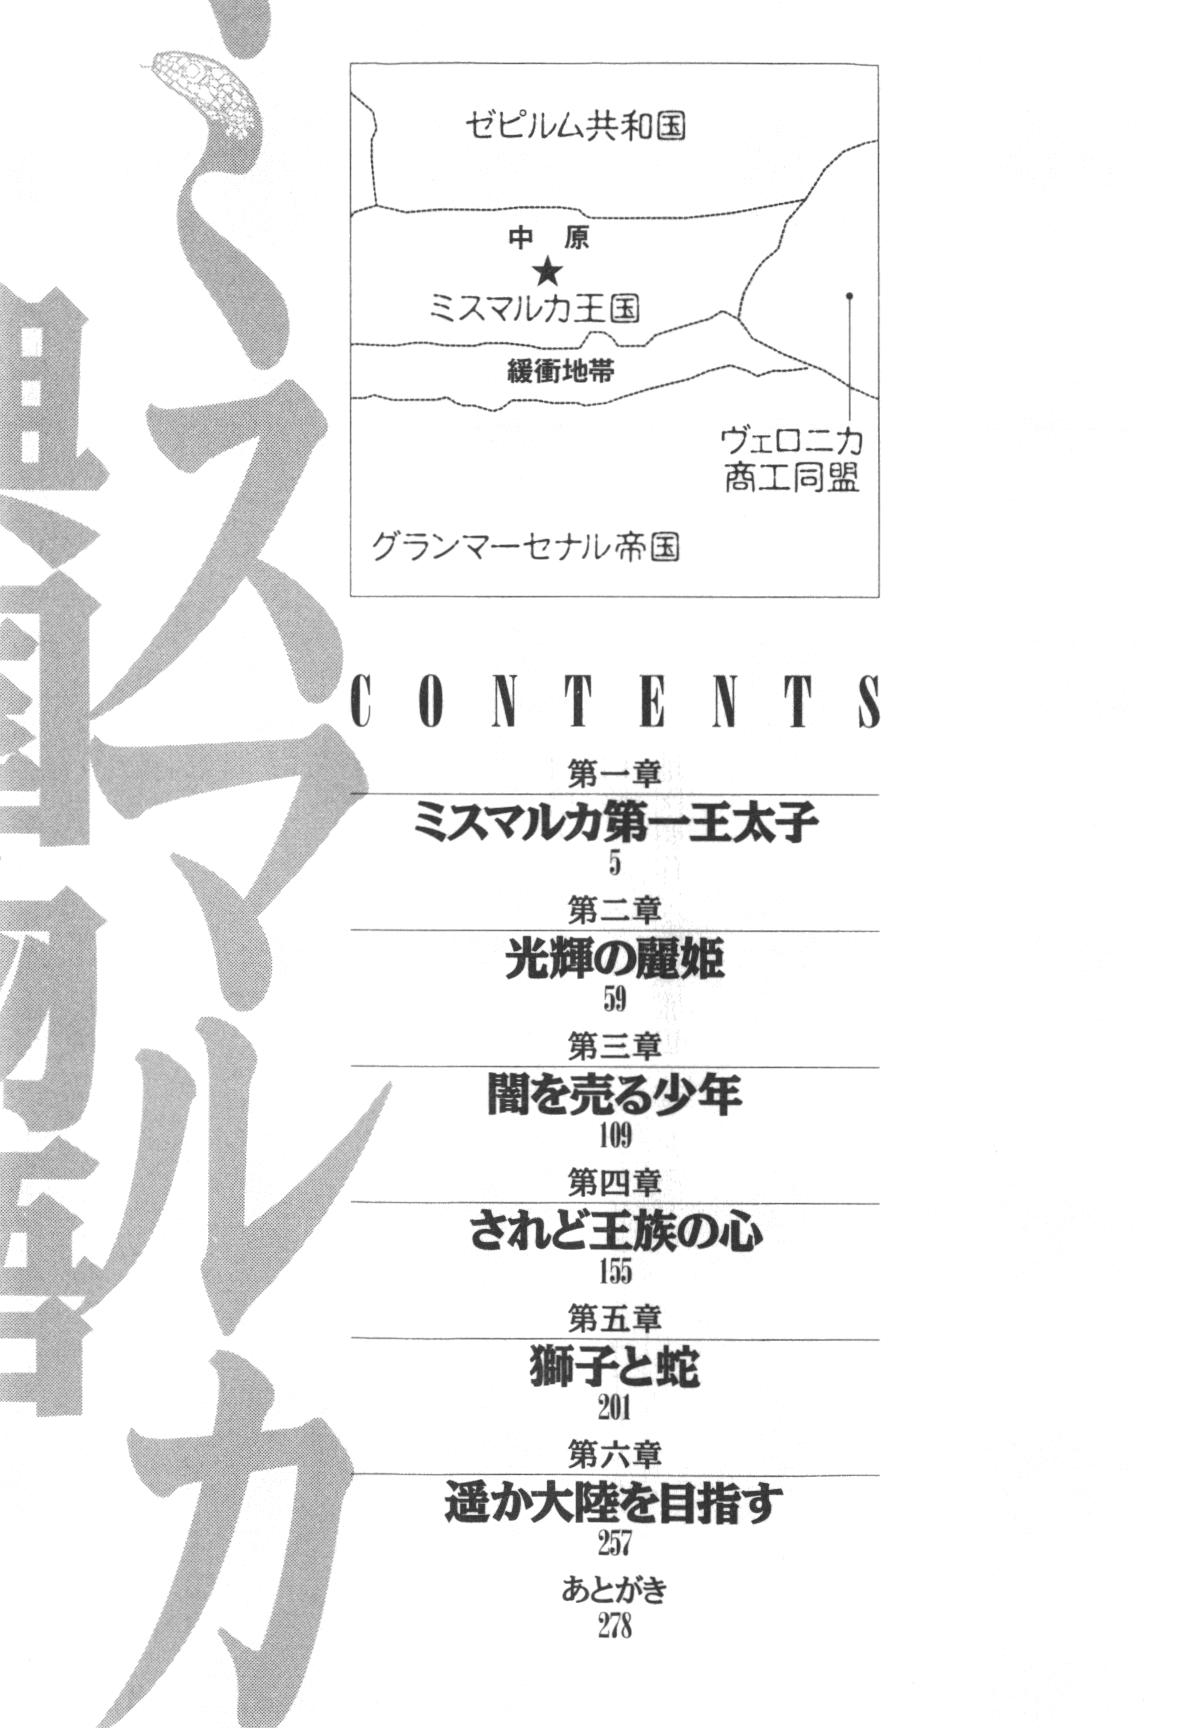 ミスマルカ
興国物語
ゼピルム共和国
中原
★
ミスマルカ王国
緩衝地帯
ヴェロニカ
商工同盟
グランマーセナル帝国
CONTENTS
第一章
ミスマルカ第一王太子
5
第二章
光輝の麗姫
59
第三章
闇を売る少年
109
第四章
されど王族の心
155
第五章
獅子と蛇
201
第六章
遥か大陸を目指す
257
あとがき
278